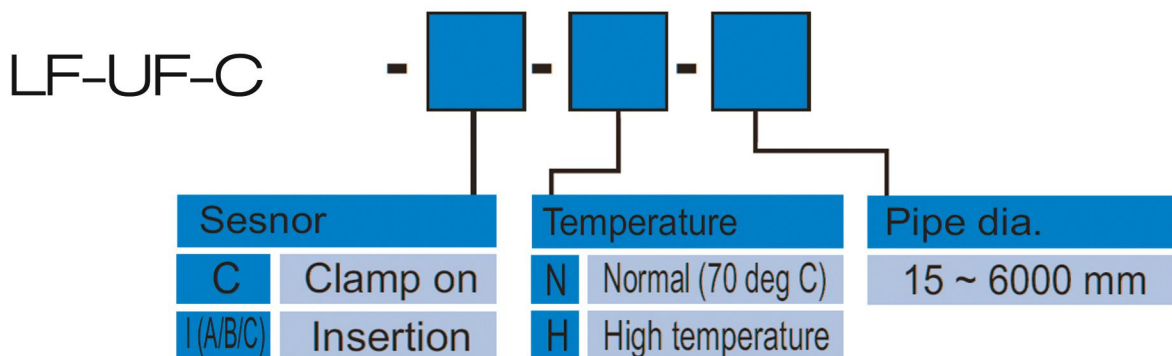 LF-UF-C - - -
Sesnor Temperature Pipe dia.
C Clamp on N Normal (70 deg C) 15 ~ 6000 mm
I (A/B/C) Insertion H High temperature